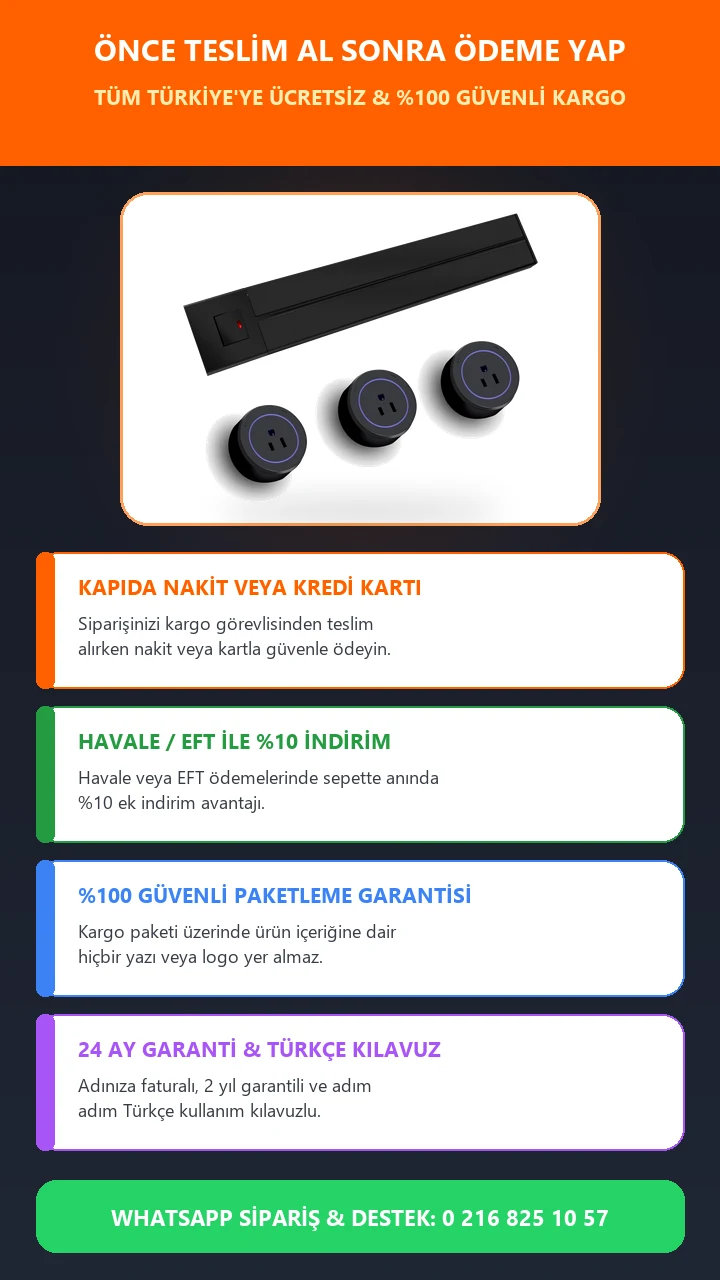 ÖNCE TESLİM AL SONRA ÖDEME YAP
TÜM TÜRKİYE'YE ÜCRETSİZ & %100 GÜVENLİ KARGO
KAPIDA NAKİT VEYA KREDİ KARTI
Siparişinizi kargo görevlisinden teslim
alırken nakit veya kartla güvenle ödeyin.
HAVALE / EFT İLE %10 İNDİRİM
Havale veya EFT ödemelerinde sepette anında
%10 ek indirim avantajı.
%100 GÜVENLİ PAKETLEME GARANTİSİ
Kargo paketi üzerinde ürün içeriğine dair
hiçbir yazı veya logo yer almaz.
24 AY GARANTİ & TÜRKÇE KILAVUZ
Adınıza faturalı, 2 yıl garantili ve adım
adım Türkçe kullanım kılavuzlu.
WHATSAPP SİPARİŞ & DESTEK: 0 216 825 10 57